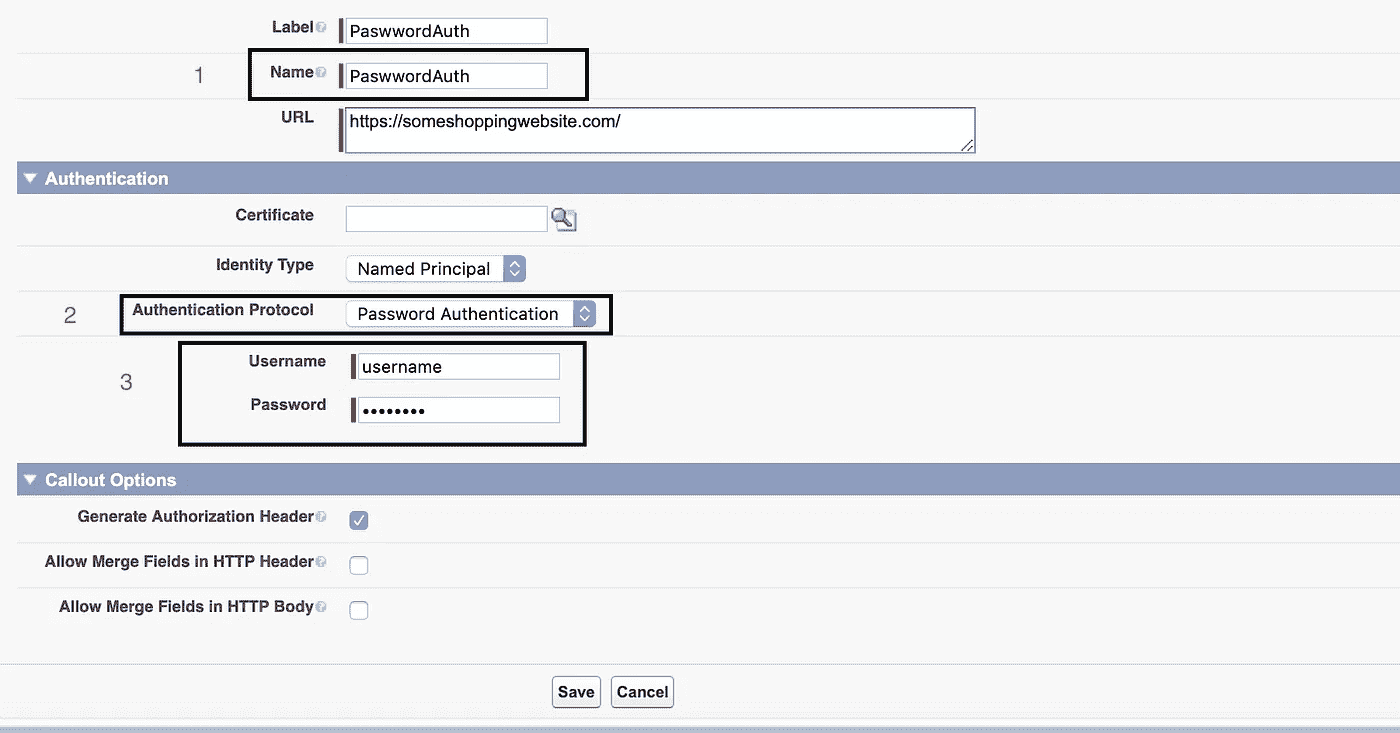 Label PaswwordAuth
1 Name PaswwordAuth
URL https://someshoppingwebsite.com/
Authentication
Certificate
Identity Type Named Principal
2 Authentication Protocol Password Authentication
3
Username username
Password ••••••••
Callout Options
Generate Authorization Header
Allow Merge Fields in HTTP Header
Allow Merge Fields in HTTP Body
Save Cancel